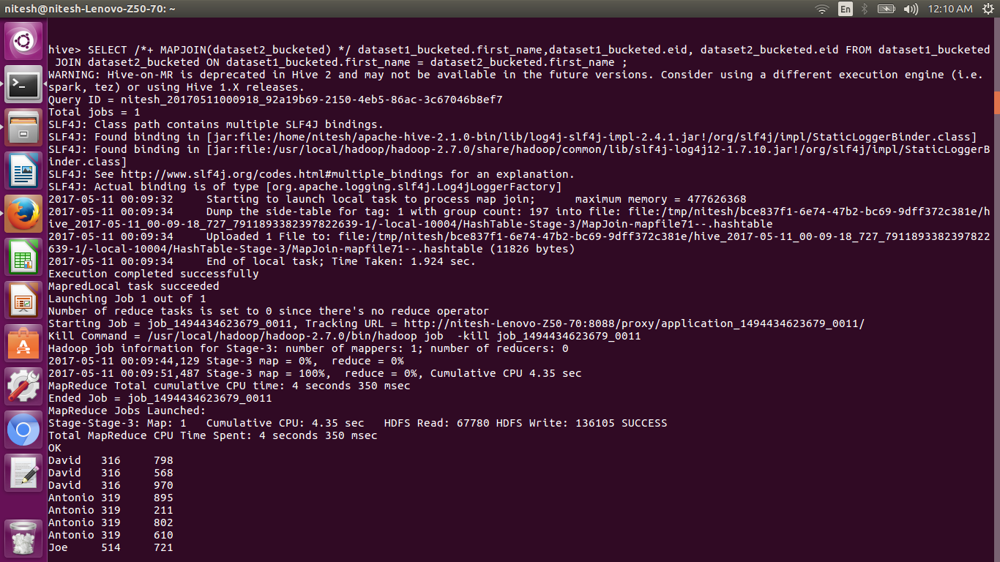 nitesh@nitesh-Lenovo-Z50-70: ~
En
12:10 AM
hive> SELECT /*+ MAPJOIN(dataset2_bucketed) */ dataset1_bucketed.first_name,dataset1_bucketed.eid, dataset2_bucketed.eid FROM dataset1_bucketed
 JOIN dataset2_bucketed ON dataset1_bucketed.first_name = dataset2_bucketed.first_name ;
WARNING: Hive-on-MR is deprecated in Hive 2 and may not be available in the future versions. Consider using a different execution engine (i.e.
spark, tez) or using Hive 1.X releases.
Query ID = nitesh_20170511000918_92a19b69-2150-4eb5-86ac-3c67046b8ef7
Total jobs = 1
SLF4J: Class path contains multiple SLF4J bindings.
SLF4J: Found binding in [jar:file:/home/nitesh/apache-hive-2.1.0-bin/lib/log4j-slf4j-impl-2.4.1.jar!/org/slf4j/impl/StaticLoggerBinder.class]
SLF4J: Found binding in [jar:file:/usr/local/hadoop/hadoop-2.7.0/share/hadoop/common/lib/slf4j-log4j12-1.7.10.jar!/org/slf4j/impl/StaticLoggerB
inder.class]
SLF4J: See http://www.slf4j.org/codes.html#multiple_bindings for an explanation.
SLF4J: Actual binding is of type [org.apache.logging.slf4j.Log4jLoggerFactory]
2017-05-11 00:09:32     Starting to launch local task to process map join;      maximum memory = 477626368
2017-05-11 00:09:34     Dump the side-table for tag: 1 with group count: 197 into file: file:/tmp/nitesh/bce837f1-6e74-47b2-bc69-9dff372c381e/h
ive_2017-05-11_00-09-18_727_7911893382397822639-1/-local-10004/HashTable-Stage-3/MapJoin-mapfile71--.hashtable
2017-05-11 00:09:34     Uploaded 1 File to: file:/tmp/nitesh/bce837f1-6e74-47b2-bc69-9dff372c381e/hive_2017-05-11_00-09-18_727_7911893382397822
639-1/-local-10004/HashTable-Stage-3/MapJoin-mapfile71--.hashtable (11826 bytes)
2017-05-11 00:09:34     End of local task; Time Taken: 1.924 sec.
Execution completed successfully
MapredLocal task succeeded
Launching Job 1 out of 1
Number of reduce tasks is set to 0 since there's no reduce operator
Starting Job = job_1494434623679_0011, Tracking URL = http://nitesh-Lenovo-Z50-70:8088/proxy/application_1494434623679_0011/
Kill Command = /usr/local/hadoop/hadoop-2.7.0/bin/hadoop job  -kill job_1494434623679_0011
Hadoop job information for Stage-3: number of mappers: 1; number of reducers: 0
2017-05-11 00:09:44,129 Stage-3 map = 0%,  reduce = 0%
2017-05-11 00:09:51,487 Stage-3 map = 100%,  reduce = 0%, Cumulative CPU 4.35 sec
MapReduce Total cumulative CPU time: 4 seconds 350 msec
Ended Job = job_1494434623679_0011
MapReduce Jobs Launched:
Stage-Stage-3: Map: 1   Cumulative CPU: 4.35 sec   HDFS Read: 67780 HDFS Write: 136105 SUCCESS
Total MapReduce CPU Time Spent: 4 seconds 350 msec
OK
David   316     798
David   316     568
David   316     970
Antonio 319     895
Antonio 319     211
Antonio 319     802
Antonio 319     610
Joe     514     721